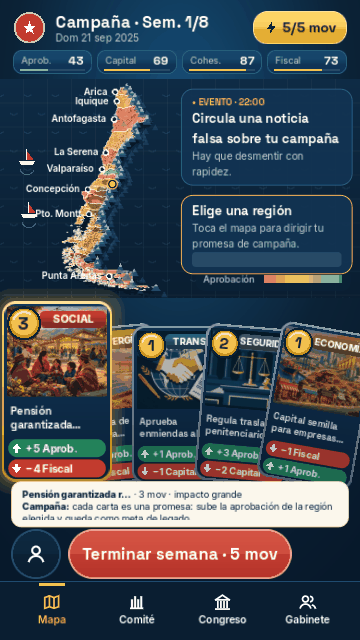 Campaña · Sem. 1/8
Dom 21 sep 2025
5/5 mov
Aprob. 43
Capital 69
Cohes. 87
Fiscal 73
Arica
Iquique
Antofagasta
La Serena
Valparaíso
Concepción
Pto. Montt
Punta Arenas
• EVENTO · 22:00
Circula una noticia
falsa sobre tu campaña
Hay que desmentir con
rapidez.
Elige una región
Toca el mapa para dirigir tu
promesa de campaña.
Aprobación
3
SOCIAL
Pensión
garantizada...
+5 Aprob.
−4 Fiscal
1
TRANS
Aprueba
enmiendas al
+1 Aprob.
−1 Capital
2
SEGURID
Regula trasla
penitenciario
+3 Aprob.
−2 Capital
1
ECONOMÍ
Capital semilla
para empresas...
−1 Fiscal
+1 Aprob.
Pensión garantizada r... · 3 mov · impacto grande
Campaña: cada carta es una promesa: sube la aprobación de la región
elegida y queda como meta de legado.
Terminar semana · 5 mov
Mapa
Comité
Congreso
Gabinete